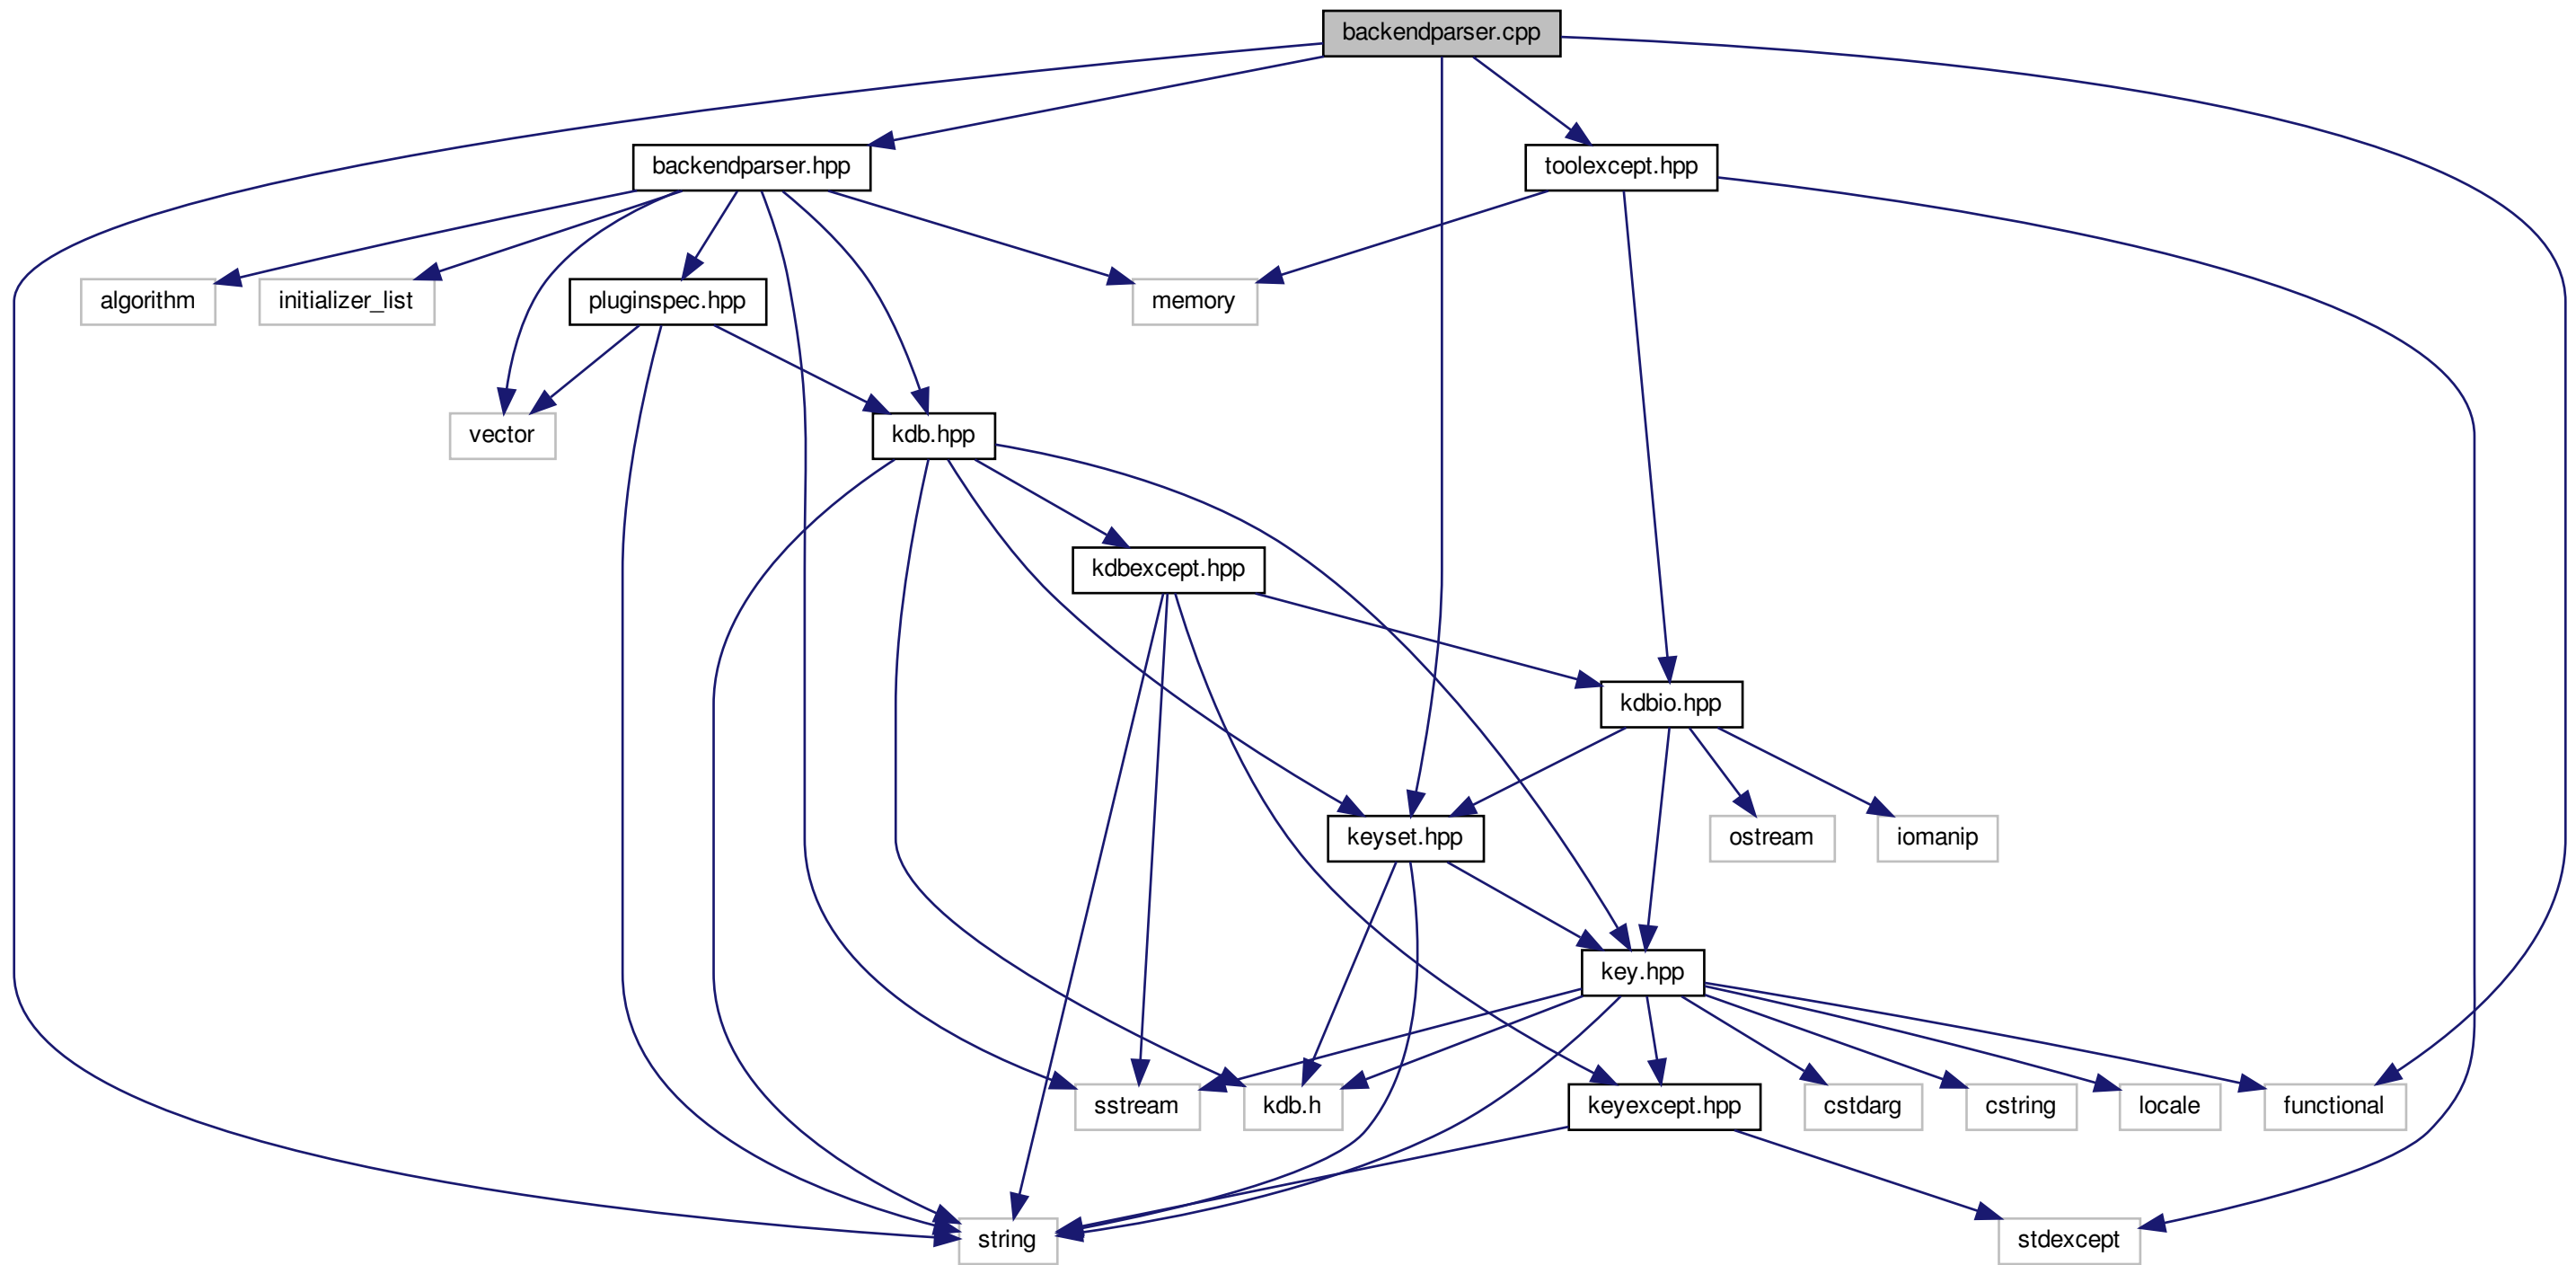 backendparser.cpp
backendparser.hpp
toolexcept.hpp
algorithm
initializer_list
pluginspec.hpp
memory
vector
kdb.hpp
kdbexcept.hpp
kdbio.hpp
keyset.hpp
ostream
iomanip
key.hpp
sstream
kdb.h
keyexcept.hpp
cstdarg
cstring
locale
functional
string
stdexcept